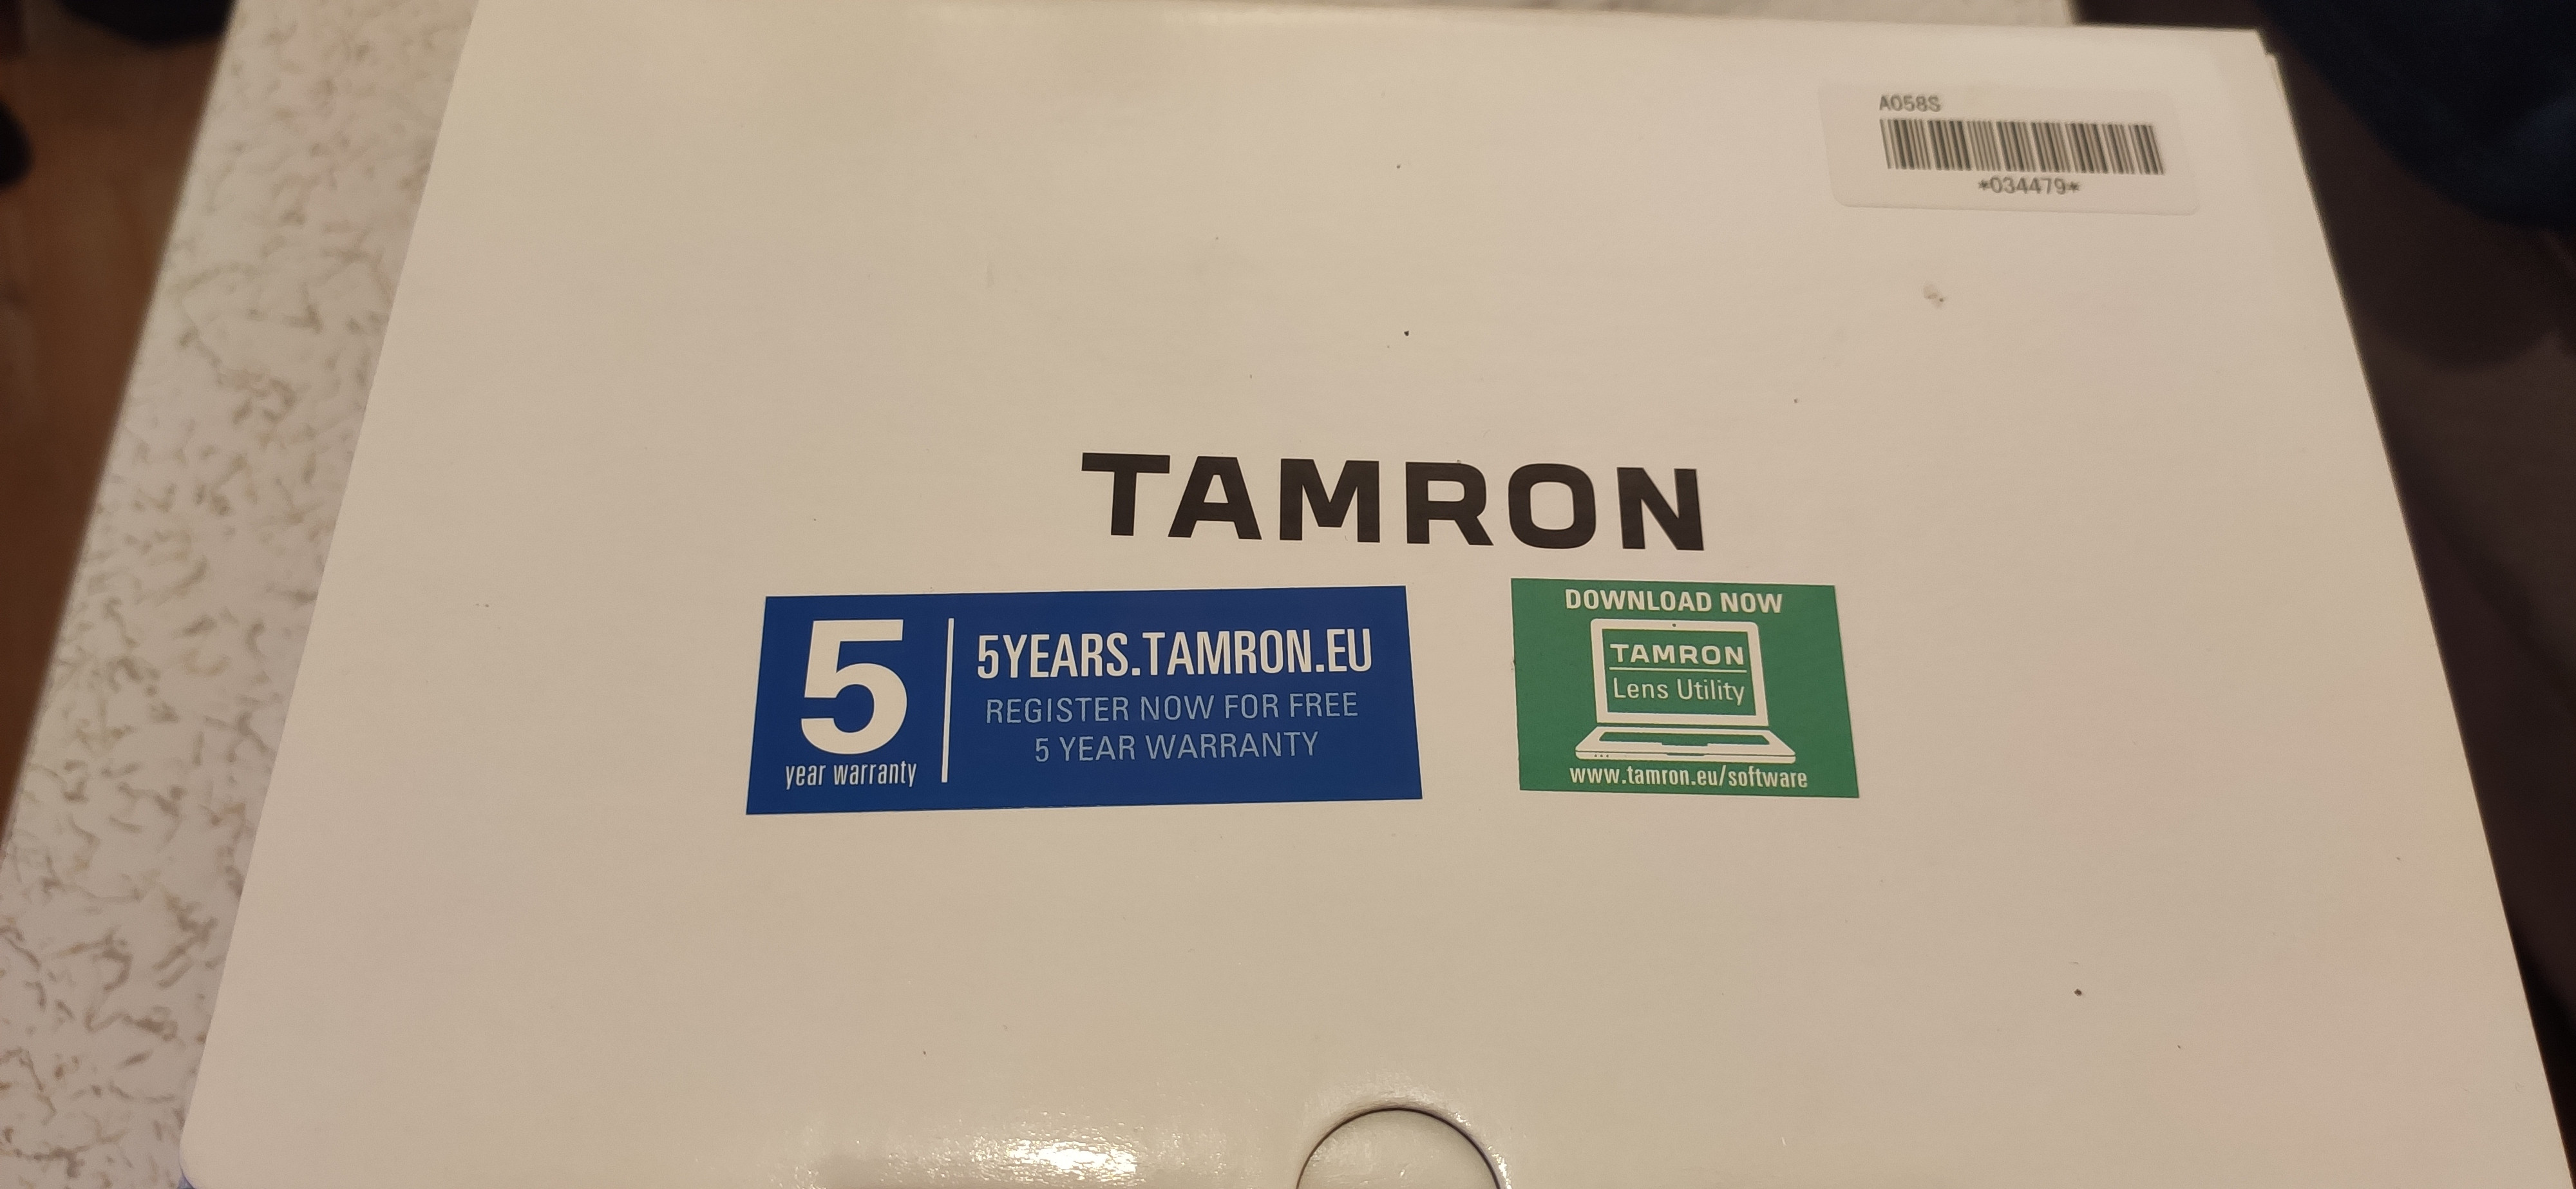 A058S
*034479*
TAMRON
5
year warranty
5YEARS.TAMRON.EU
REGISTER NOW FOR FREE
5 YEAR WARRANTY
DOWNLOAD NOW
TAMRON
Lens Utility
www.tamron.eu/software